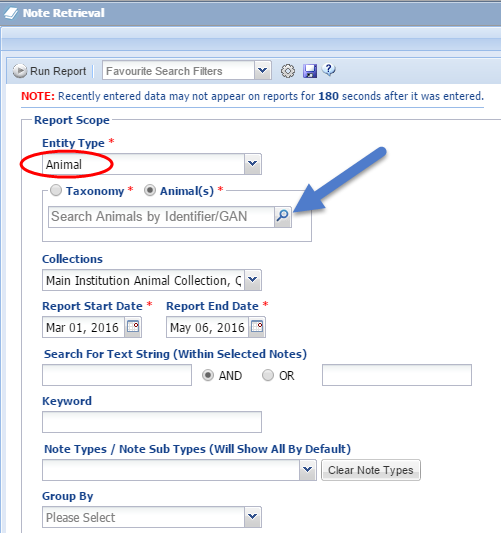 Note Retrieval
Run Report Favourite Search Filters
NOTE: Recently entered data may not appear on reports for 180 seconds after it was entered.
Report Scope
Entity Type *
Animal
Taxonomy * Animal(s) *
Search Animals by Identifier/GAN
Collections
Main Institution Animal Collection, Q
Report Start Date * Report End Date *
Mar 01, 2016 May 06, 2016
Search For Text String (Within Selected Notes)
AND OR
Keyword
Note Types / Note Sub Types (Will Show All By Default)
Clear Note Types
Group By
Please Select